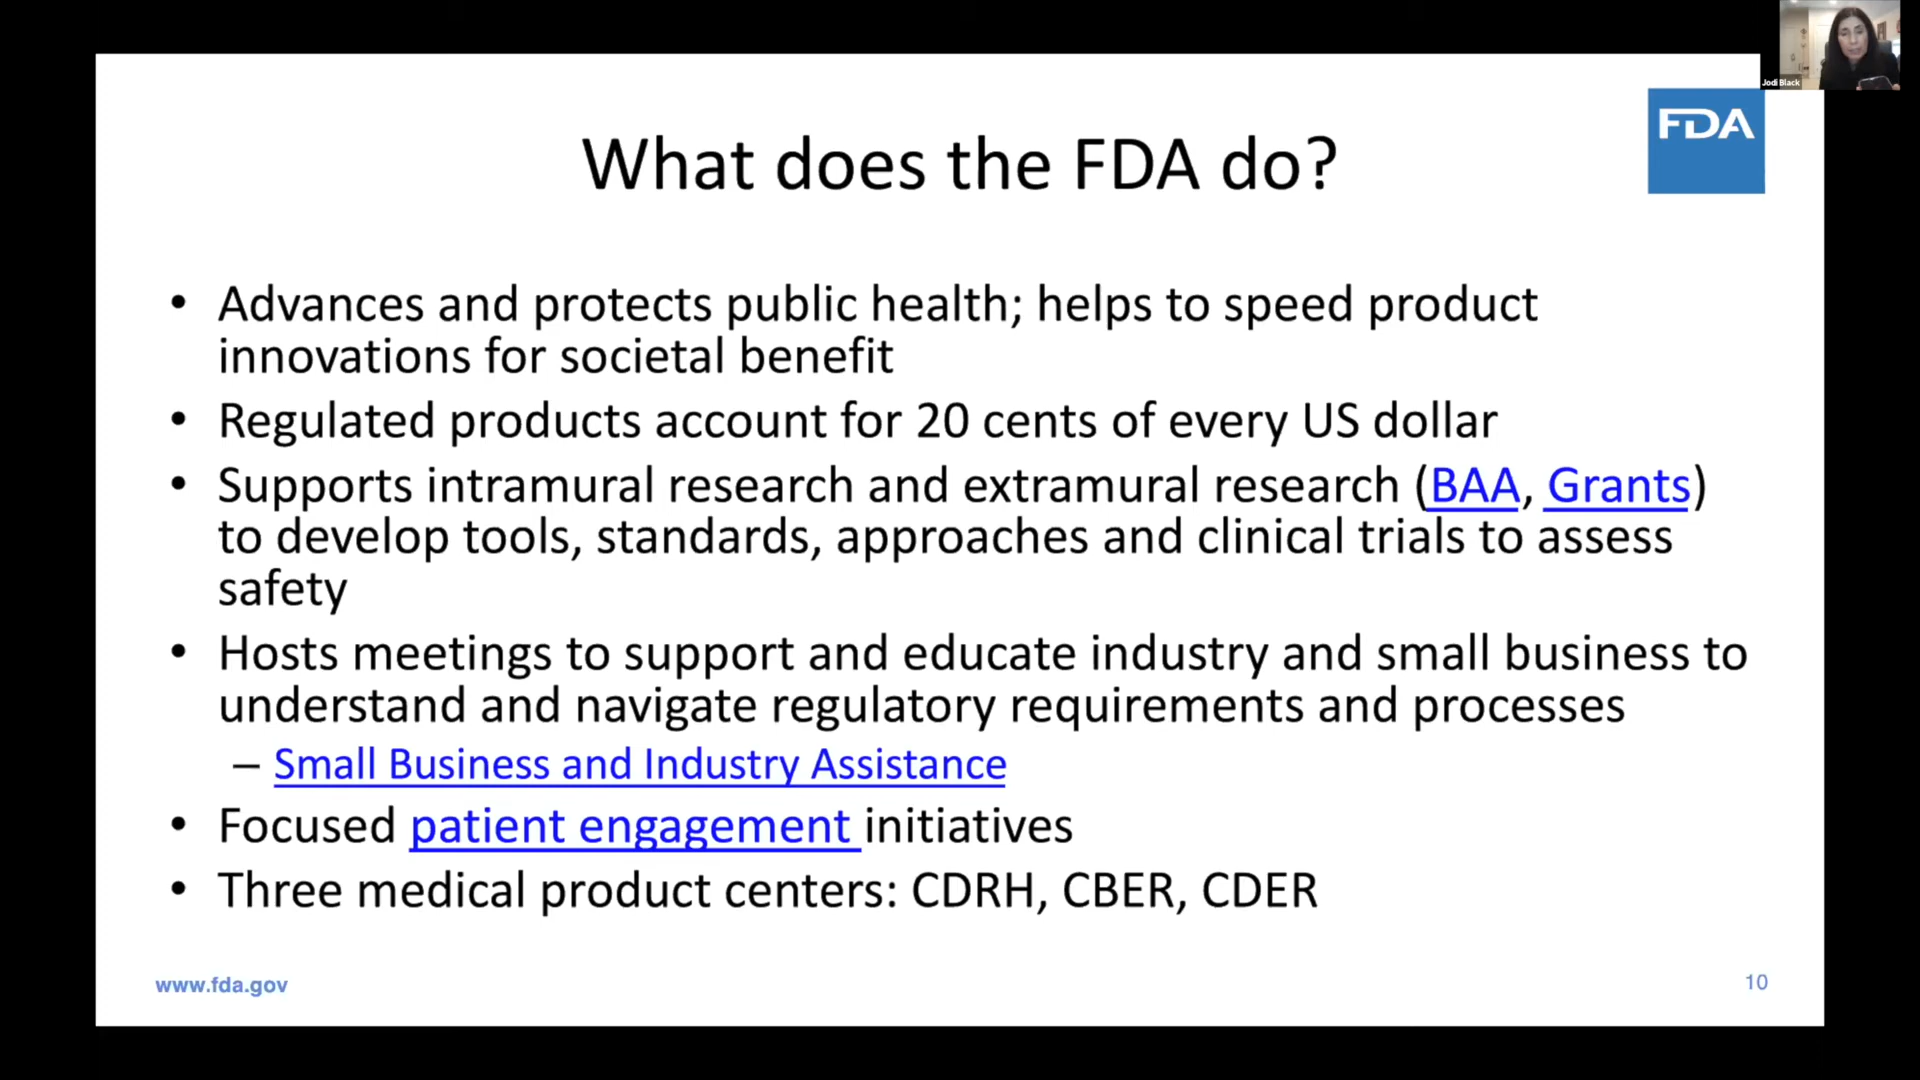 Jodi Black
FDA
What does the FDA do?
• Advances and protects public health; helps to speed product
innovations for societal benefit
• Regulated products account for 20 cents of every US dollar
• Supports intramural research and extramural research (BAA, Grants)
to develop tools, standards, approaches and clinical trials to assess
safety
• Hosts meetings to support and educate industry and small business to
understand and navigate regulatory requirements and processes
– Small Business and Industry Assistance
• Focused patient engagement initiatives
• Three medical product centers: CDRH, CBER, CDER
www.fda.gov
10